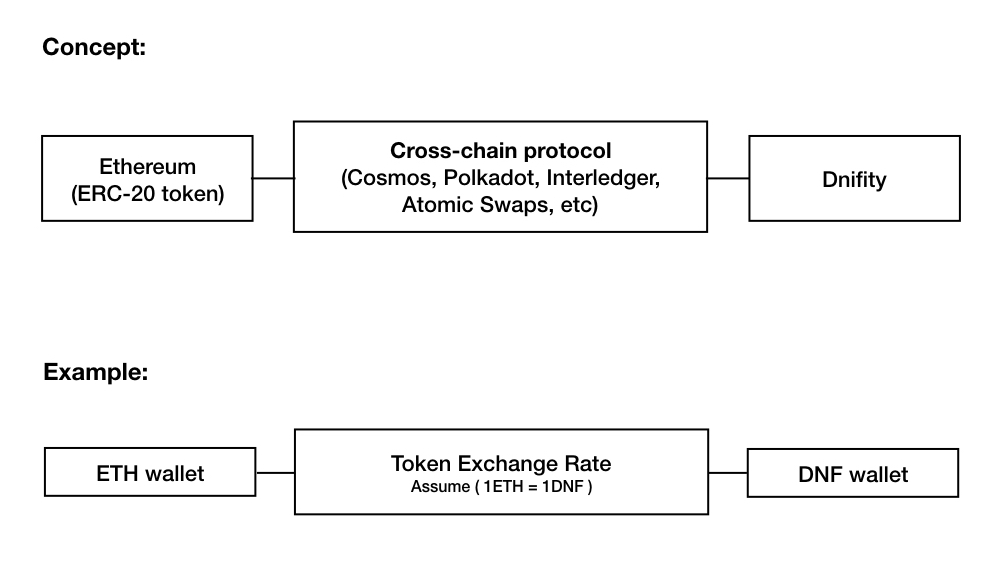 Concept:
Ethereum
(ERC-20 token)
Cross-chain protocol
(Cosmos, Polkadot, Interledger,
Atomic Swaps, etc)
Dnifity
Example:
ETH wallet
Token Exchange Rate
Assume ( 1ETH = 1DNF )
DNF wallet